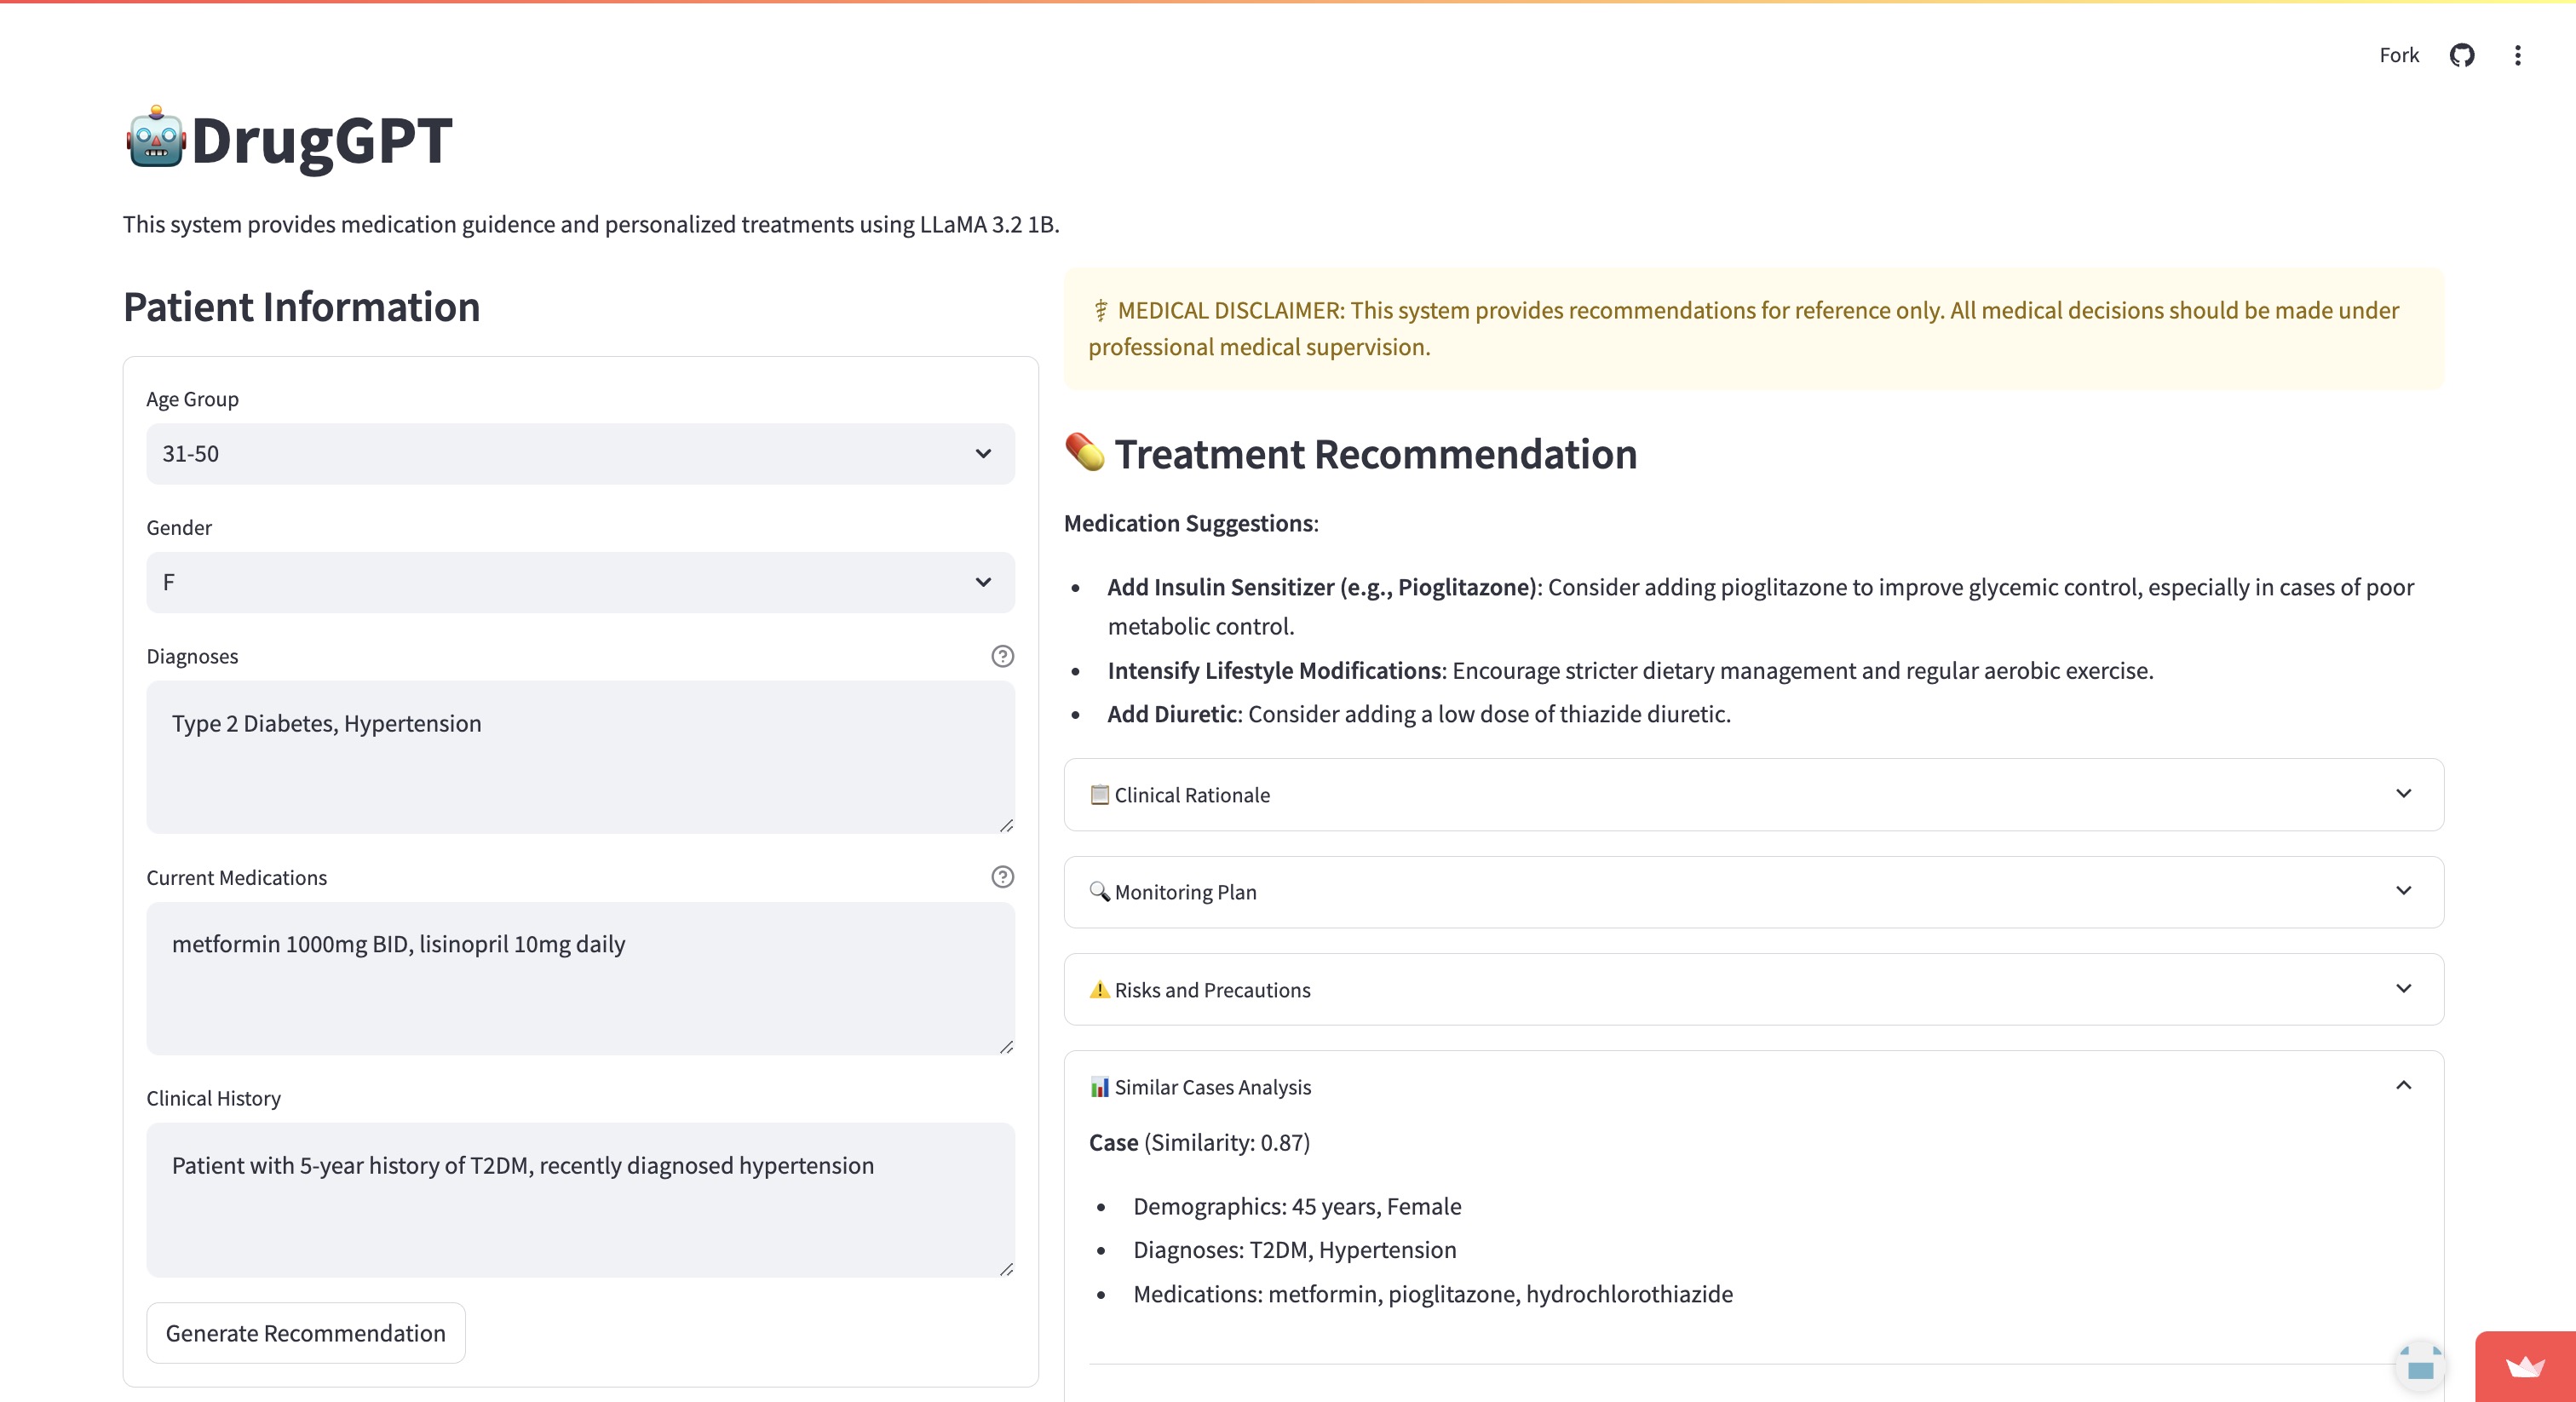 Fork
DrugGPT
This system provides medication guidance and personalized treatments using LLaMA 3.2 1B.
Patient Information
Age Group
31-50
Gender
F
Diagnoses
Type 2 Diabetes, Hypertension
Current Medications
metformin 1000mg BID, lisinopril 10mg daily
Clinical History
Patient with 5-year history of T2DM, recently diagnosed hypertension
Generate Recommendation
⚕ MEDICAL DISCLAIMER: This system provides recommendations for reference only. All medical decisions should be made under
professional medical supervision.
Treatment Recommendation
Medication Suggestions:
• Add Insulin Sensitizer (e.g., Pioglitazone): Consider adding pioglitazone to improve glycemic control, especially in cases of poor
metabolic control.
• Intensify Lifestyle Modifications: Encourage stricter dietary management and regular aerobic exercise.
• Add Diuretic: Consider adding a low dose of thiazide diuretic.
Clinical Rationale
Monitoring Plan
Risks and Precautions
Similar Cases Analysis
Case (Similarity: 0.87)
• Demographics: 45 years, Female
• Diagnoses: T2DM, Hypertension
• Medications: metformin, pioglitazone, hydrochlorothiazide